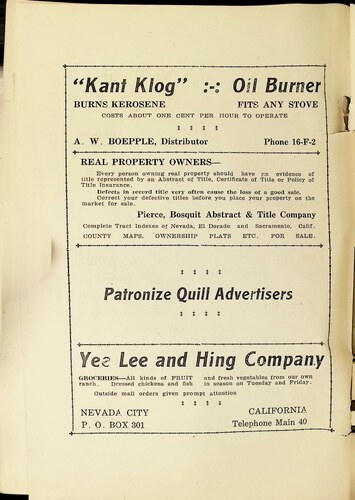 "Kant Klog" :-: Oil Burner
BURNS KEROSENE FITS ANY STOVE
COSTS ABOUT ONE CENT PER HOUR TO OPERATE
A. W. BOEPPLE, Distributor Phone 16-F-2
REAL PROPERTY OWNERS—
Every person owning real property should have an evidence of
title represented by an Abstract of Title, Certificate of Title or Policy of
Title Insurance.
Defects in record title very often cause the loss of a good sale.
Correct your defective titles before you place your property on the
market for sale.
Pierce, Bosquit Abstract & Title Company
Complete Tract Indexes of Nevada, El Dorado and Sacramento, Calif.
COUNTY MAPS, OWNERSHIP PLATS ETC. FOR SALE.
Patronize Quill Advertisers
Yee Lee and Hing Company
GROCERIES—All kinds of FRUIT and fresh vegetables from our own
ranch. Dressed chickens and fish in season on Tuesday and Friday.
Outside mail orders given prompt attention
NEVADA CITY CALIFORNIA
P. O. BOX 301 Telephone Main 40